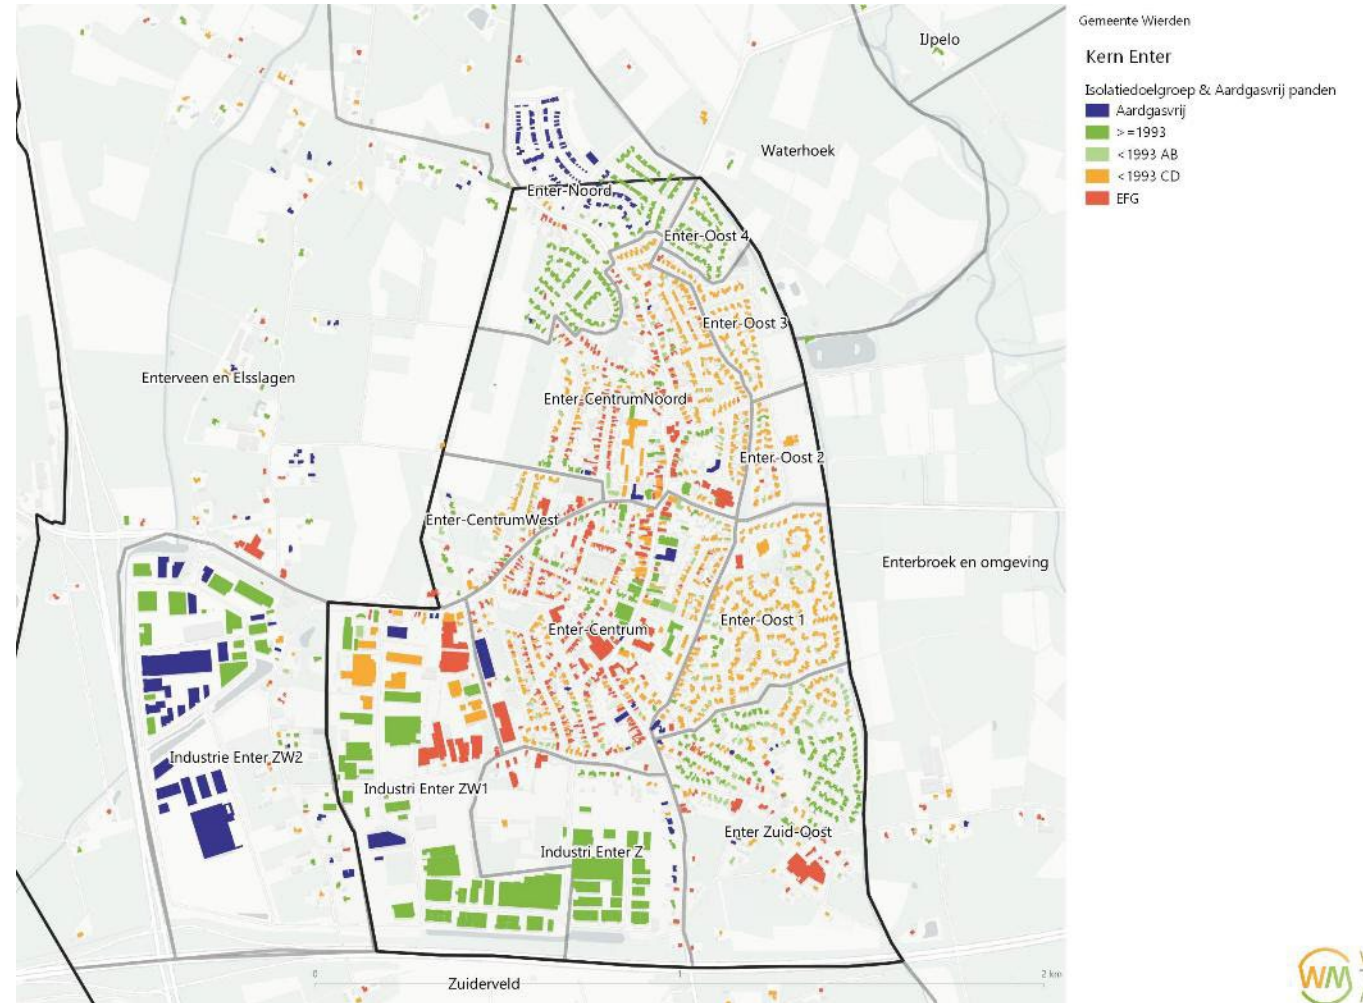 Gemeente Wierden
Kern Enter
Isolatiedoelgroep & Aardgasvrij panden
Aardgasvrij
>=1993
<1993 AB
<1993 CD
EFG
IJpelo
Waterhoek
Enter-Noord
Enter-Oost 4
Enter-Oost 3
Enterveen en Elsslagen
Enter-CentrumNoord
Enter-Oost 2
Enter-CentrumWest
Enterbroek en omgeving
Enter-Oost 1
Enter-Centrum
Industrie Enter ZW2
Industri Enter ZW1
Enter Zuid-Oost
Industri Enter Z
0
1
2 km
Zuiderveld
WM